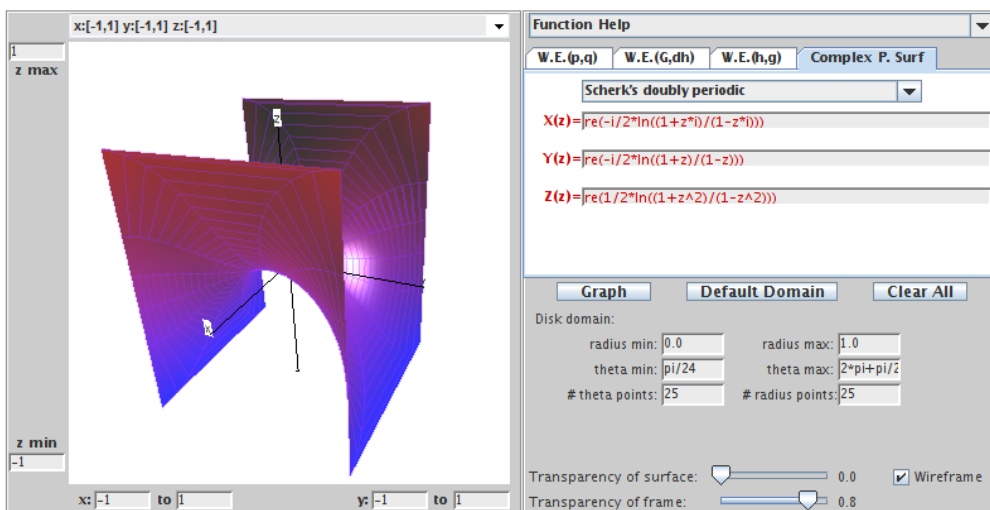 x:[-1,1] y:[-1,1] z:[-1,1]
1
z max
z
x
z min
-1
x: -1 to 1 y: -1 to 1
Function Help
W.E.(p,q) W.E.(G,dh) W.E.(h,g) Complex P. Surf
Scherk's doubly periodic
X(z)= re(-i/2*ln((1+z*i)/(1-z*i)))
Y(z)= re(-i/2*ln((1+z)/(1-z)))
Z(z)= re(1/2*ln((1+z^2)/(1-z^2)))
Graph Default Domain Clear All
Disk domain:
radius min: 0.0 radius max: 1.0
theta min: pi/24 theta max: 2*pi+pi/2
# theta points: 25 # radius points: 25
Transparency of surface: 0.0 Wireframe
Transparency of frame: 0.8